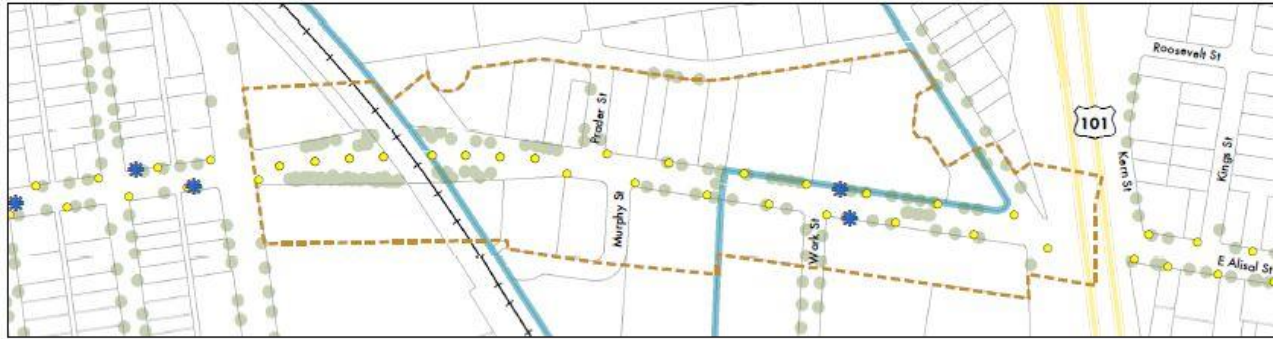 Roosevelt St
Prader St
101
Kern St
Kings St
Murphy St
Work St
E Alisal St